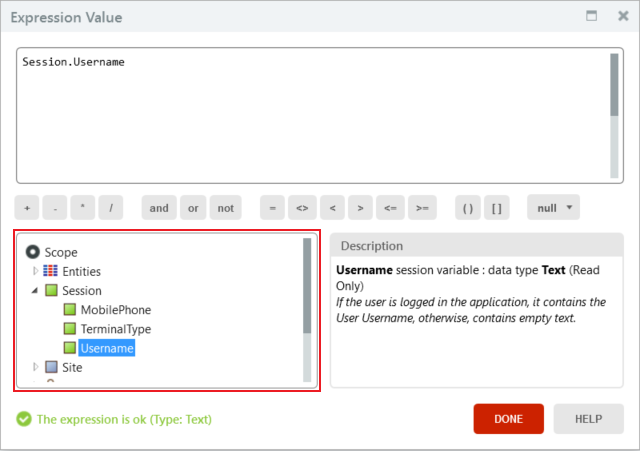 Expression Value
Session.Username
+ - * / and or not = <> < > <= >= ( ) [ ] null
Scope
Entities
Session
MobilePhone
TerminalType
Username
Site
Description
Username session variable : data type Text (Read
Only)
If the user is logged in the application, it contains the
User Username, otherwise, contains empty text.
The expression is ok (Type: Text)
DONE
HELP